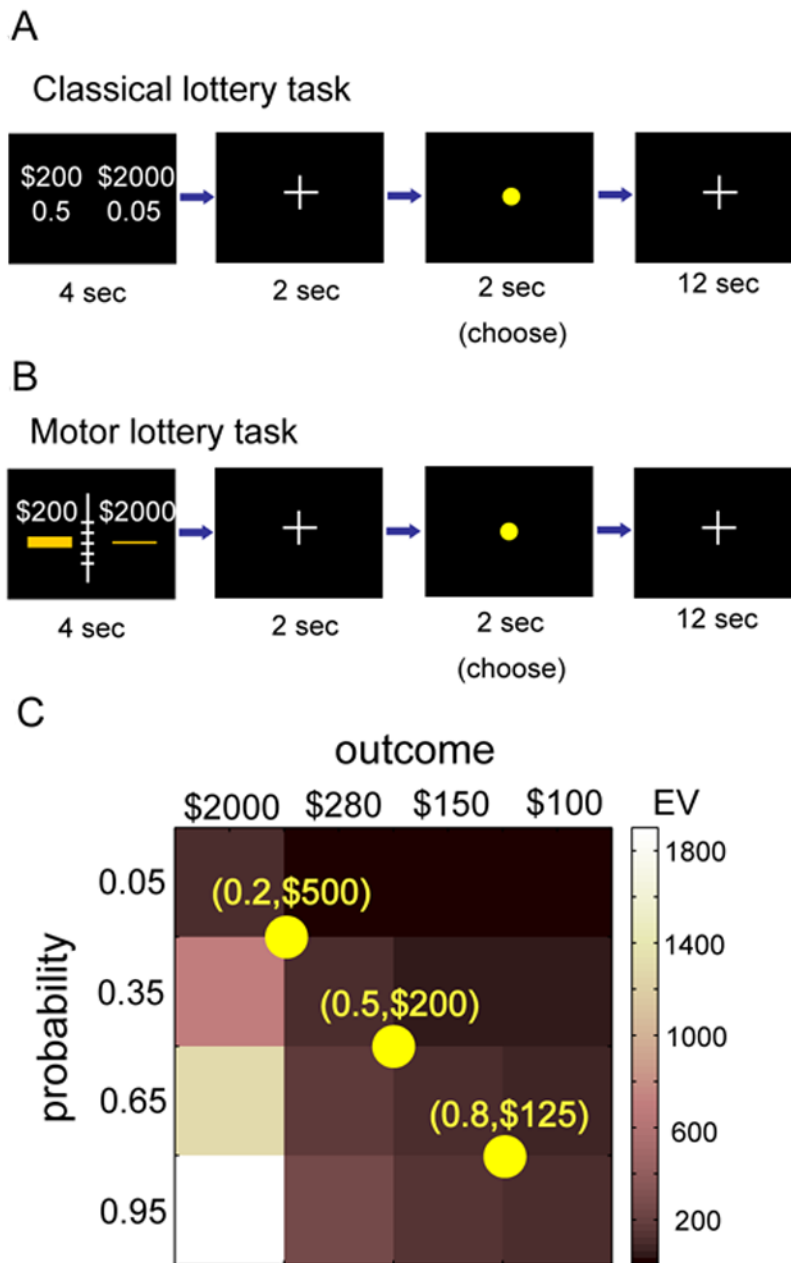 A
Classical lottery task
$200 $2000
0.5 0.05
4 sec 2 sec 2 sec 12 sec
(choose)
B
Motor lottery task
$200 $2000
4 sec 2 sec 2 sec 12 sec
(choose)
C
outcome
$2000 $280 $150 $100 EV
probability
0.05
0.35
0.65
0.95
(0.2,$500)
(0.5,$200)
(0.8,$125)
1800
1400
1000
600
200